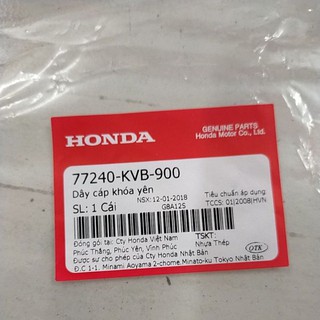 HONDA
GENUINE PARTS
Honda Motor Co., Ltd.
77240-KVB-900
Dây cáp khóa yên
NSX:12-01-2018
Tiêu chuẩn áp dụng
SL: 1 Cái
GBA125
TCCS: 01|2008|HVN
Đóng gói tại: Cty Honda Việt Nam
TSKT:
Phúc Thắng, Phúc Yên, Vĩnh Phúc
Nhựa Thép
Được sự cho phép của Cty Honda Nhật Bản
Đ.C 1-1, Minami Aoyama 2-chome, Minato-ku Tokyo Nhật Bản
OTK